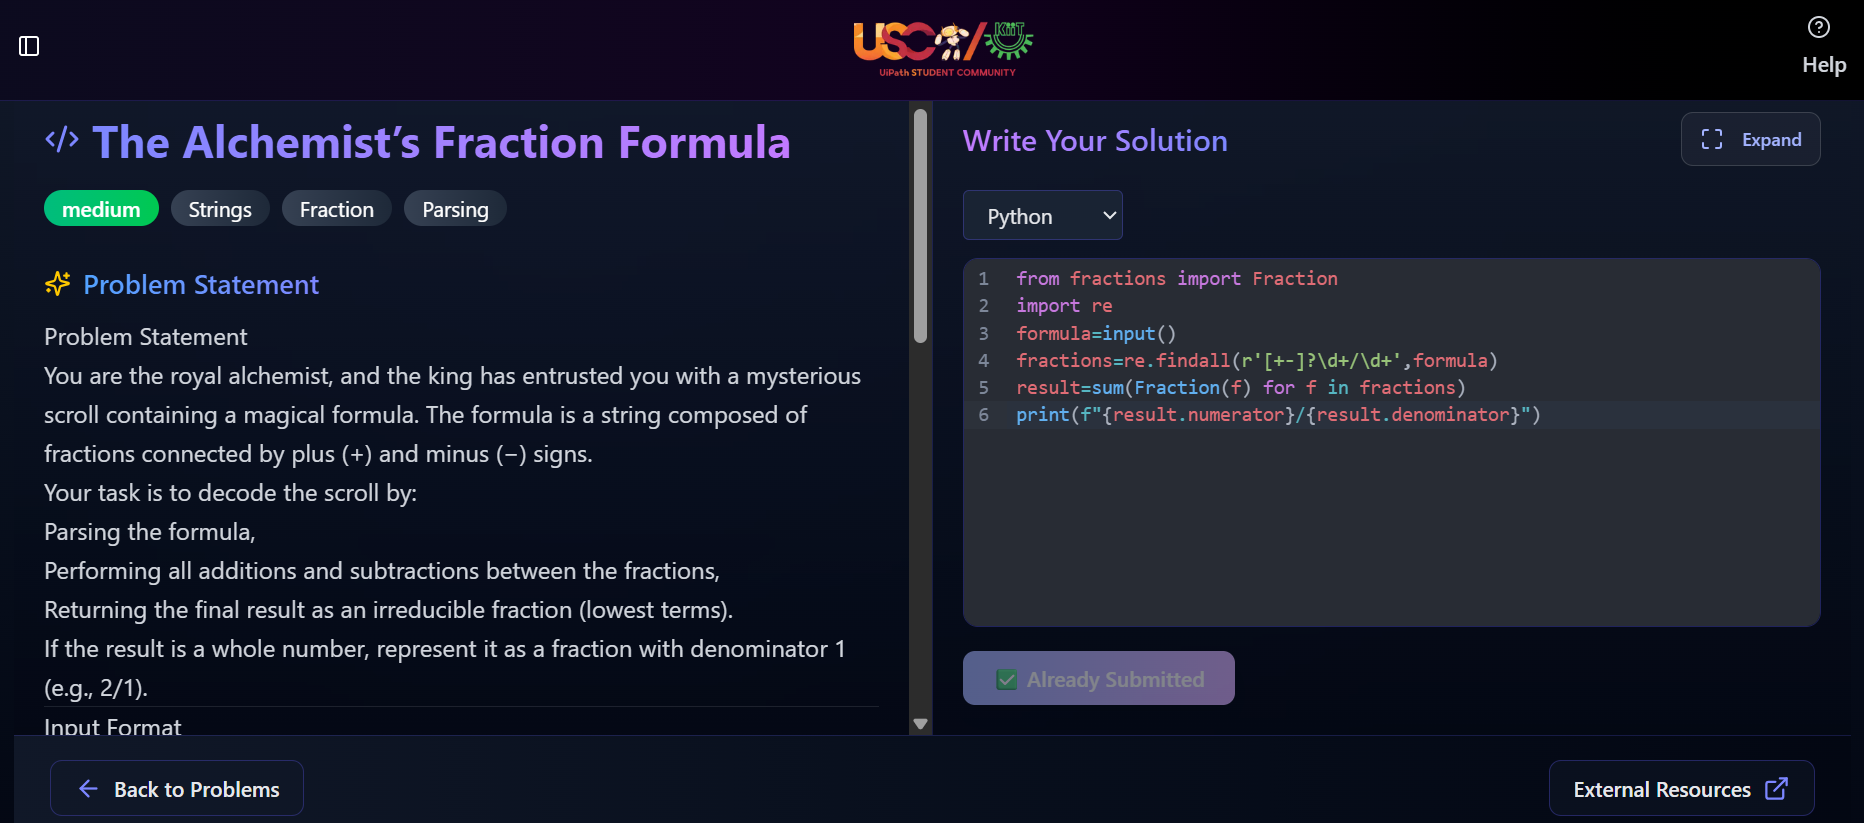 USC/KIIT
UiPath STUDENT COMMUNITY
Help
</> The Alchemist’s Fraction Formula
medium
Strings
Fraction
Parsing
Problem Statement
Problem Statement
You are the royal alchemist, and the king has entrusted you with a mysterious
scroll containing a magical formula. The formula is a string composed of
fractions connected by plus (+) and minus (−) signs.
Your task is to decode the scroll by:
Parsing the formula,
Performing all additions and subtractions between the fractions,
Returning the final result as an irreducible fraction (lowest terms).
If the result is a whole number, represent it as a fraction with denominator 1
(e.g., 2/1).
Input Format
Write Your Solution
Expand
Python
1 from fractions import Fraction
2 import re
3 formula=input()
4 fractions=re.findall(r'[+-]?\d+/\d+',formula)
5 result=sum(Fraction(f) for f in fractions)
6 print(f"{result.numerator}/{result.denominator}")
✅ Already Submitted
Back to Problems
External Resources